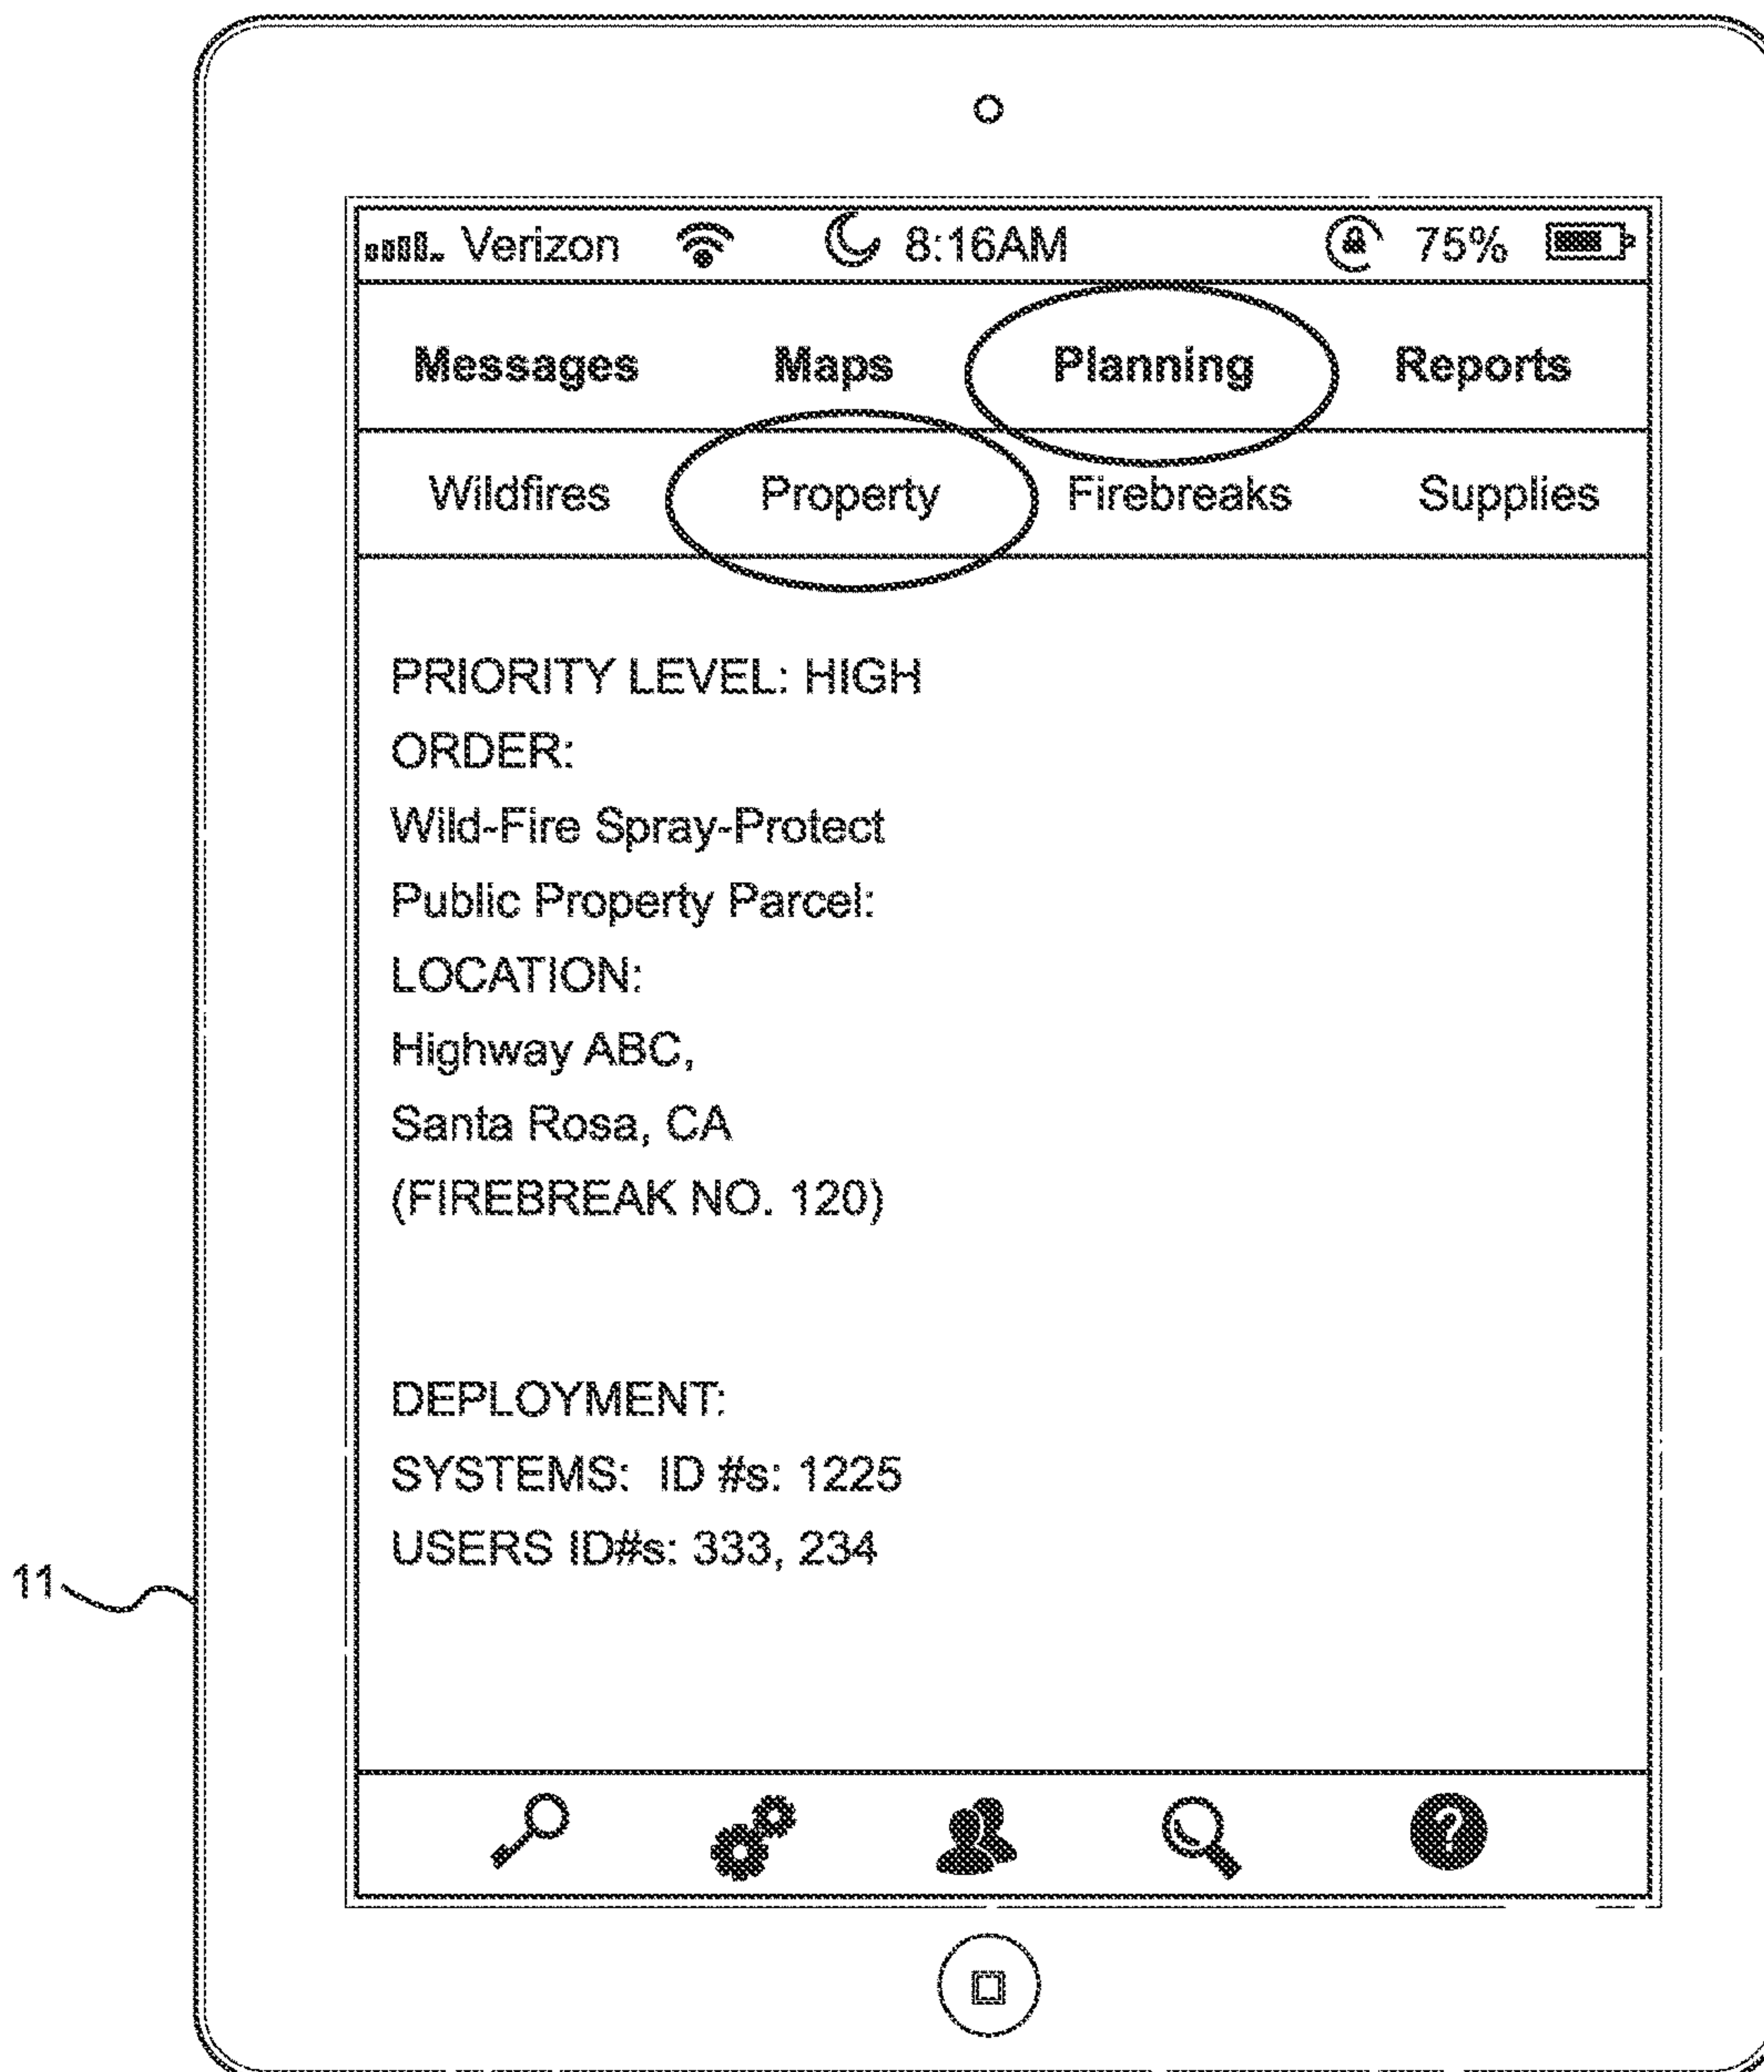 Verizon 8:16AM 75%
Messages Maps Planning Reports
Wildfires Property Firebreaks Supplies
PRIORITY LEVEL: HIGH
ORDER:
Wild-Fire Spray-Protect
Public Property Parcel:
LOCATION:
Highway ABC,
Santa Rosa, CA
(FIREBREAK NO. 120)
DEPLOYMENT:
SYSTEMS: ID #s: 1225
USERS ID#s: 333, 234
11
?